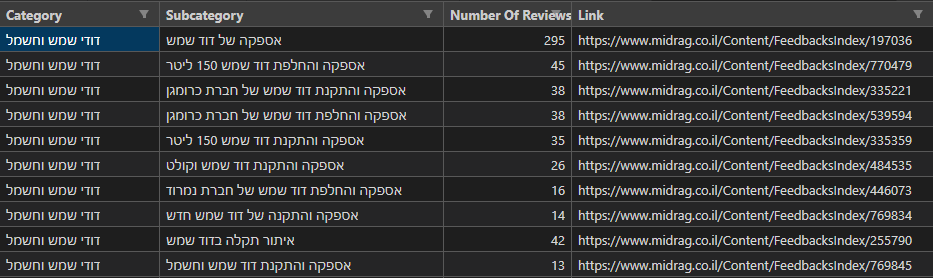 Category Subcategory Number Of Reviews Link
דודי שמש וחשמל אספקה של דוד שמש 295 https://www.midrag.co.il/Content/FeedbacksIndex/197036
דודי שמש וחשמל אספקה והחלפת דוד שמש 150 ליטר 45 https://www.midrag.co.il/Content/FeedbacksIndex/770479
דודי שמש וחשמל אספקה והתקנת דוד שמש של חברת כרומגן 38 https://www.midrag.co.il/Content/FeedbacksIndex/335221
דודי שמש וחשמל אספקה והחלפת דוד שמש של חברת כרומגן 38 https://www.midrag.co.il/Content/FeedbacksIndex/539594
דודי שמש וחשמל אספקה והתקנת דוד שמש 150 ליטר 35 https://www.midrag.co.il/Content/FeedbacksIndex/335359
דודי שמש וחשמל אספקה והתקנת דוד שמש וקולט 26 https://www.midrag.co.il/Content/FeedbacksIndex/484535
דודי שמש וחשמל אספקה והחלפת דוד שמש של חברת נמרוד 16 https://www.midrag.co.il/Content/FeedbacksIndex/446073
דודי שמש וחשמל אספקה והתקנה של דוד שמש חדש 14 https://www.midrag.co.il/Content/FeedbacksIndex/769834
דודי שמש וחשמל איתור תקלה בדוד שמש 42 https://www.midrag.co.il/Content/FeedbacksIndex/255790
דודי שמש וחשמל אספקה והתקנת דוד שמש וחשמל 13 https://www.midrag.co.il/Content/FeedbacksIndex/769845